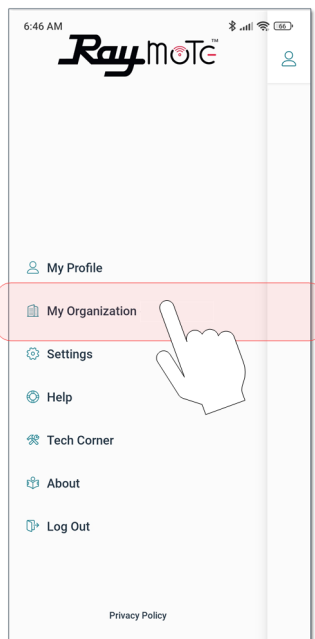 6:46 AM 66
RaymoTe™
My Profile
My Organization
Settings
Help
Tech Corner
About
Log Out
Privacy Policy